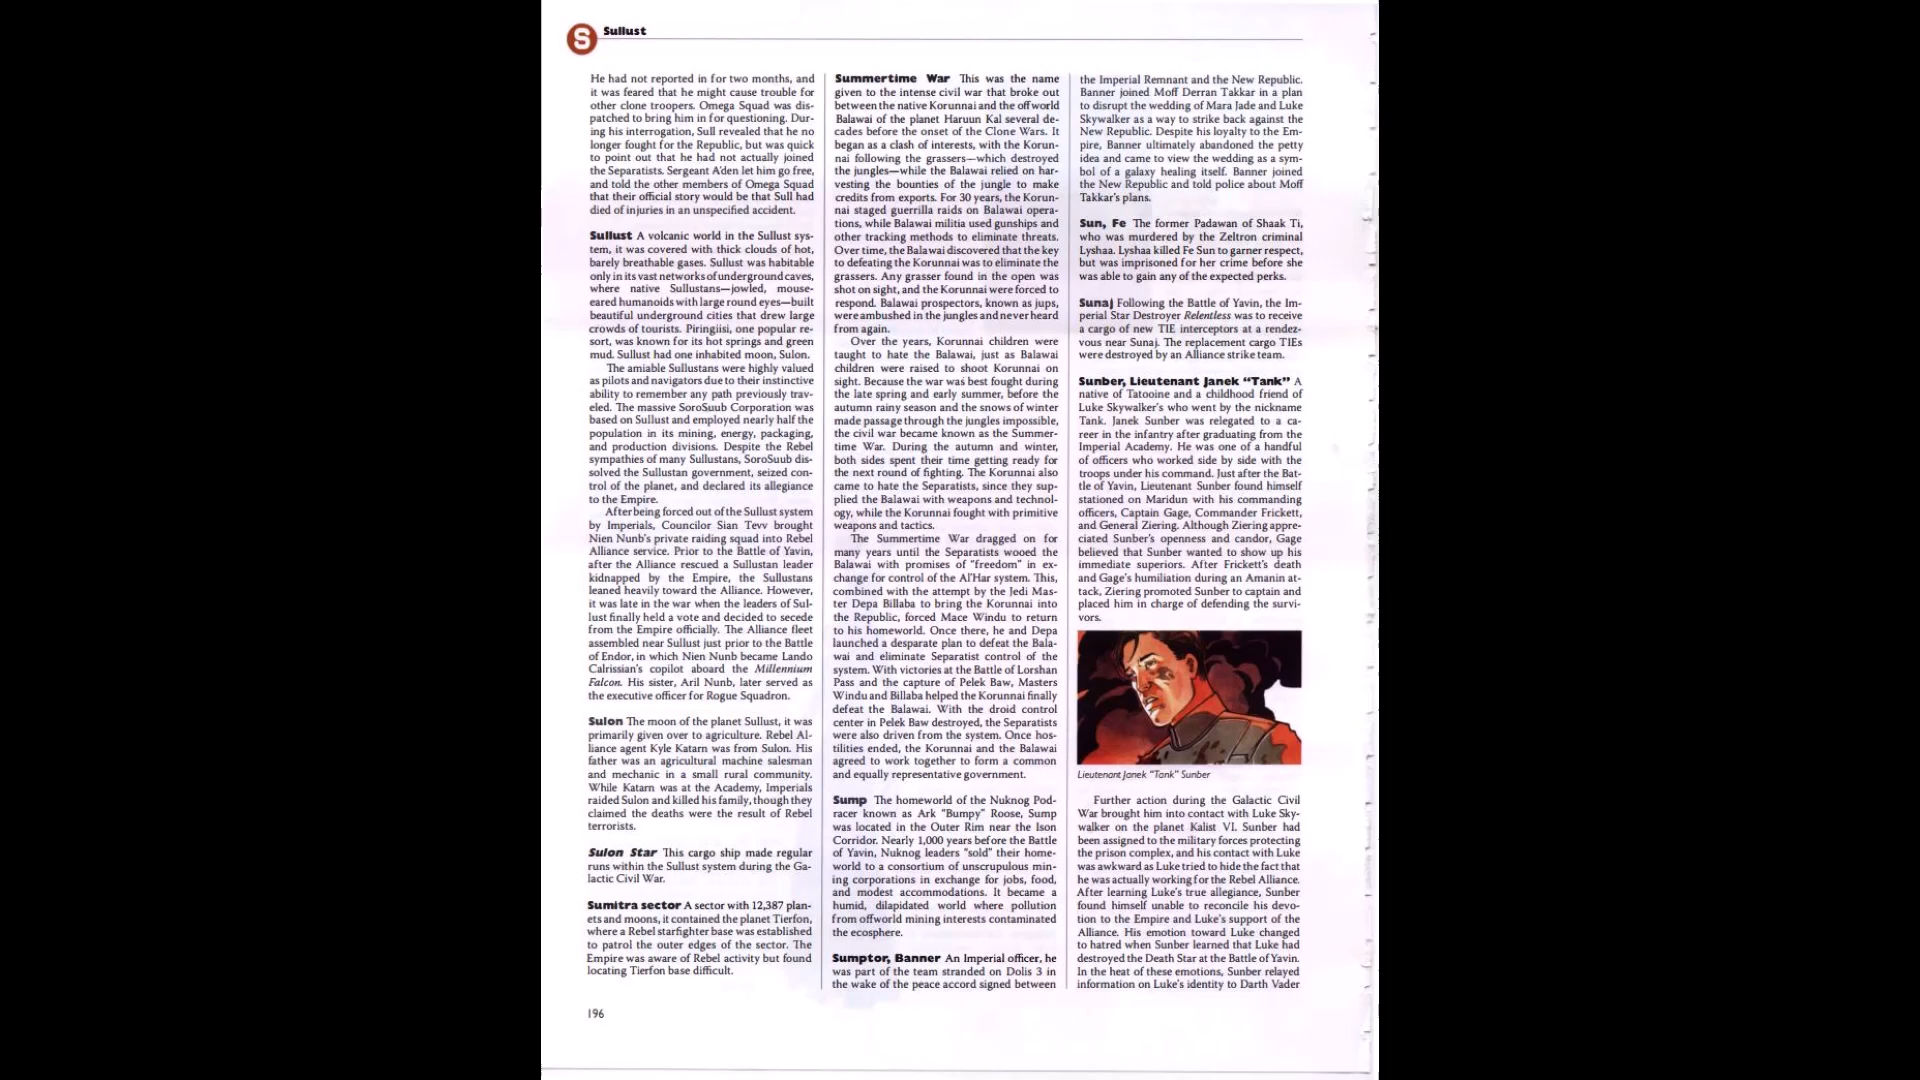 S Sullust
He had not reported in for two months, and
it was feared that he might cause trouble for
other clone troopers. Omega Squad was dis-
patched to bring him in for questioning. Dur-
ing his interrogation, Sull revealed that he no
longer fought for the Republic, but was quick
to point out that he had not actually joined
the Separatists. Sergeant A'den let him go free,
and told the other members of Omega Squad
that their official story would be that Sull had
died of injuries in an unspecified accident.
Sullust A volcanic world in the Sullust sys-
tem, it was covered with thick clouds of hot,
barely breathable gases. Sullust was habitable
only in its vast networks of underground caves,
where native Sullustans—jowled, mouse-
eared humanoids with large round eyes—built
beautiful underground cities that drew large
crowds of tourists. Piringiisi, one popular re-
sort, was known for its hot springs and green
mud. Sullust had one inhabited moon, Sulon.
The amiable Sullustans were highly valued
as pilots and navigators due to their instinctive
ability to remember any path previously trav-
eled. The massive SoroSuub Corporation was
based on Sullust and employed nearly half the
population in its mining, energy, packaging,
and production divisions. Despite the Rebel
sympathies of many Sullustans, SoroSuub dis-
solved the Sullustan government, seized con-
trol of the planet, and declared its allegiance
to the Empire.
After being forced out of the Sullust system
by Imperials, Councilor Sian Tevv brought
Nien Nunb's private raiding squad into Rebel
Alliance service. Prior to the Battle of Yavin,
after the Alliance rescued a Sullustan leader
kidnapped by the Empire, the Sullustans
leaned heavily toward the Alliance. However,
it was late in the war when the leaders of Sul-
lust finally held a vote and decided to secede
from the Empire officially. The Alliance fleet
assembled near Sullust just prior to the Battle
of Endor, in which Nien Nunb became Lando
Calrissian's copilot aboard the Millennium
Falcon. His sister, Aril Nunb, later served as
the executive officer for Rogue Squadron.
Sulon The moon of the planet Sullust, it was
primarily given over to agriculture. Rebel Al-
liance agent Kyle Katarn was from Sulon. His
father was an agricultural machine salesman
and mechanic in a small rural community.
While Katarn was at the Academy, Imperials
raided Sulon and killed his family, though they
claimed the deaths were the result of Rebel
terrorists.
Sulon Star This cargo ship made regular
runs within the Sullust system during the Ga-
lactic Civil War.
Sumitra sector A sector with 12,387 plan-
ets and moons, it contained the planet Tierfon,
where a Rebel starfighter base was established
to patrol the outer edges of the sector. The
Empire was aware of Rebel activity but found
locating Tierfon base difficult.
Summertime War This was the name
given to the intense civil war that broke out
between the native Korunnai and the offworld
Balawai of the planet Haruun Kal several de-
cades before the onset of the Clone Wars. It
began as a clash of interests, with the Korun-
nai following the grassers—which destroyed
the jungles—while the Balawai relied on har-
vesting the bounties of the jungle to make
credits from exports. For 30 years, the Korun-
nai staged guerrilla raids on Balawai opera-
tions, while Balawai militia used gunships and
other tracking methods to eliminate threats.
Over time, the Balawai discovered that the key
to defeating the Korunnai was to eliminate the
grassers. Any grasser found in the open was
shot on sight, and the Korunnai were forced to
respond. Balawai prospectors, known as jups,
were ambushed in the jungles and never heard
from again.
Over the years, Korunnai children were
taught to hate the Balawai, just as Balawai
children were raised to shoot Korunnai on
sight. Because the war was best fought during
the late spring and early summer, before the
autumn rainy season and the snows of winter
made passage through the jungles impossible,
the civil war became known as the Summer-
time War. During the autumn and winter,
both sides spent their time getting ready for
the next round of fighting. The Korunnai also
came to hate the Separatists, since they sup-
plied the Balawai with weapons and technol-
ogy, while the Korunnai fought with primitive
weapons and tactics.
The Summertime War dragged on for
many years until the Separatists wooed the
Balawai with promises of "freedom" in ex-
change for control of the Al'Har system. This,
combined with the attempt by the Jedi Mas-
ter Depa Billaba to bring the Korunnai into
the Republic, forced Mace Windu to return
to his homeworld. Once there, he and Depa
launched a desparate plan to defeat the Bala-
wai and eliminate Separatist control of the
system. With victories at the Battle of Lorshan
Pass and the capture of Pelek Baw, Masters
Windu and Billaba helped the Korunnai finally
defeat the Balawai. With the droid control
center in Pelek Baw destroyed, the Separatists
were also driven from the system. Once hos-
tilities ended, the Korunnai and the Balawai
agreed to work together to form a common
and equally representative government.
Sump The homeworld of the Nuknog Pod-
racer known as Ark "Bumpy" Roose, Sump
was located in the Outer Rim near the Ison
Corridor. Nearly 1,000 years before the Battle
of Yavin, Nuknog leaders "sold" their home-
world to a consortium of unscrupulous min-
ing corporations in exchange for jobs, food,
and modest accommodations. It became a
humid, dilapidated world where pollution
from offworld mining interests contaminated
the ecosphere.
Sumptor, Banner An Imperial officer, he
was part of the team stranded on Dolis 3 in
the wake of the peace accord signed between
the Imperial Remnant and the New Republic.
Banner joined Moff Derran Takkar in a plan
to disrupt the wedding of Mara Jade and Luke
Skywalker as a way to strike back against the
New Republic. Despite his loyalty to the Em-
pire, Banner ultimately abandoned the petty
idea and came to view the wedding as a sym-
bol of a galaxy healing itself. Banner joined
the New Republic and told police about Moff
Takkar's plans.
Sun, Fe The former Padawan of Shaak Ti,
who was murdered by the Zeltron criminal
Lyshaa. Lyshaa killed Fe Sun to garner respect,
but was imprisoned for her crime before she
was able to gain any of the expected perks.
Sunaj Following the Battle of Yavin, the Im-
perial Star Destroyer Relentless was to receive
a cargo of new TIE interceptors at a rendez-
vous near Sunaj. The replacement cargo TIEs
were destroyed by an Alliance strike team.
Sunber, Lieutenant Janek "Tank" A
native of Tatooine and a childhood friend of
Luke Skywalker's who went by the nickname
Tank. Janek Sunber was relegated to a ca-
reer in the infantry after graduating from the
Imperial Academy. He was one of a handful
of officers who worked side by side with the
troops under his command. Just after the Bat-
tle of Yavin, Lieutenant Sunber found himself
stationed on Maridun with his commanding
officers, Captain Gage, Commander Frickett,
and General Ziering. Although Ziering appre-
ciated Sunber's openness and candor, Gage
believed that Sunber wanted to show up his
immediate superiors. After Frickett's death
and Gage's humiliation during an Amanin at-
tack, Ziering promoted Sunber to captain and
placed him in charge of defending the survi-
vors.
Lieutenant Janek "Tank" Sunber
Further action during the Galactic Civil
War brought him into contact with Luke Sky-
walker on the planet Kalist VI. Sunber had
been assigned to the military forces protecting
the prison complex, and his contact with Luke
was awkward as Luke tried to hide the fact that
he was actually working for the Rebel Alliance.
After learning Luke's true allegiance, Sunber
found himself unable to reconcile his devo-
tion to the Empire and Luke's support of the
Alliance. His emotion toward Luke changed
to hatred when Sunber learned that Luke had
destroyed the Death Star at the Battle of Yavin.
In the heat of these emotions, Sunber relayed
information on Luke's identity to Darth Vader
196